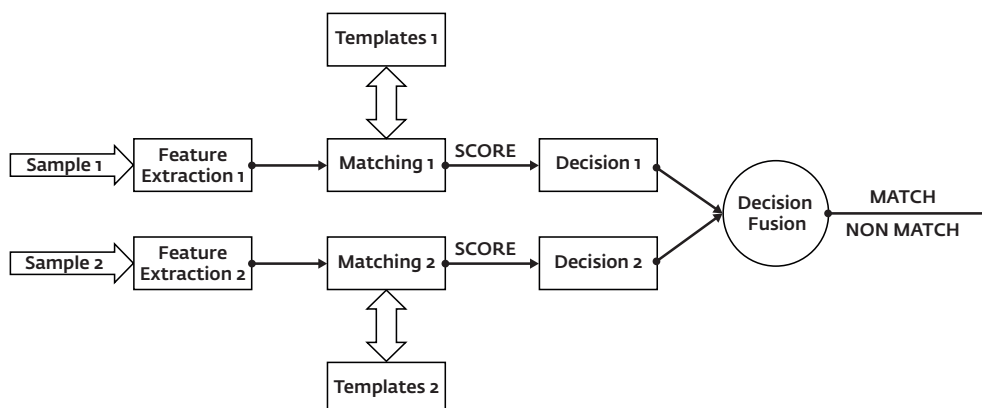 Templates 1
Sample 1
Feature
Extraction 1
Matching 1
SCORE
Decision 1
Decision
Fusion
MATCH
NON MATCH
Sample 2
Feature
Extraction 2
Matching 2
SCORE
Decision 2
Templates 2